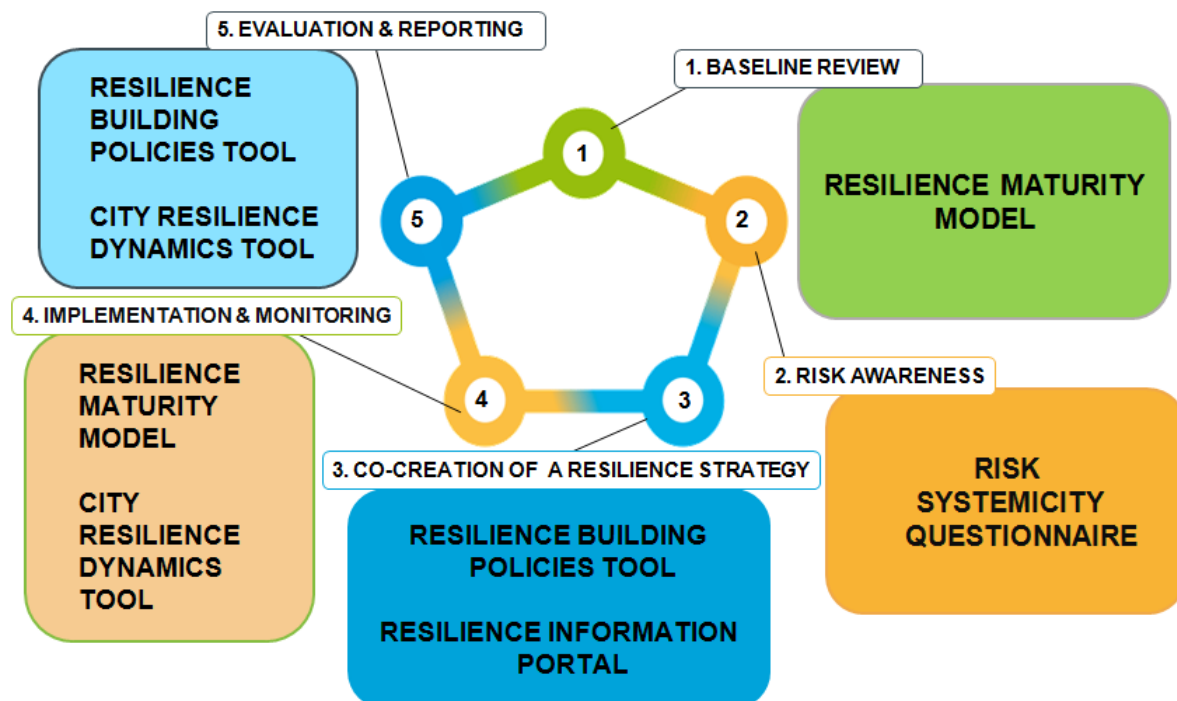 5. EVALUATION & REPORTING
RESILIENCE
BUILDING
POLICIES TOOL
CITY RESILIENCE
DYNAMICS TOOL
1. BASELINE REVIEW
RESILIENCE MATURITY
MODEL
1
2
3
4
5
2. RISK AWARENESS
RISK
SYSTEMICITY
QUESTIONNAIRE
3. CO-CREATION OF A RESILIENCE STRATEGY
RESILIENCE BUILDING
POLICIES TOOL
RESILIENCE INFORMATION
PORTAL
4. IMPLEMENTATION & MONITORING
RESILIENCE
MATURITY
MODEL
CITY
RESILIENCE
DYNAMICS
TOOL